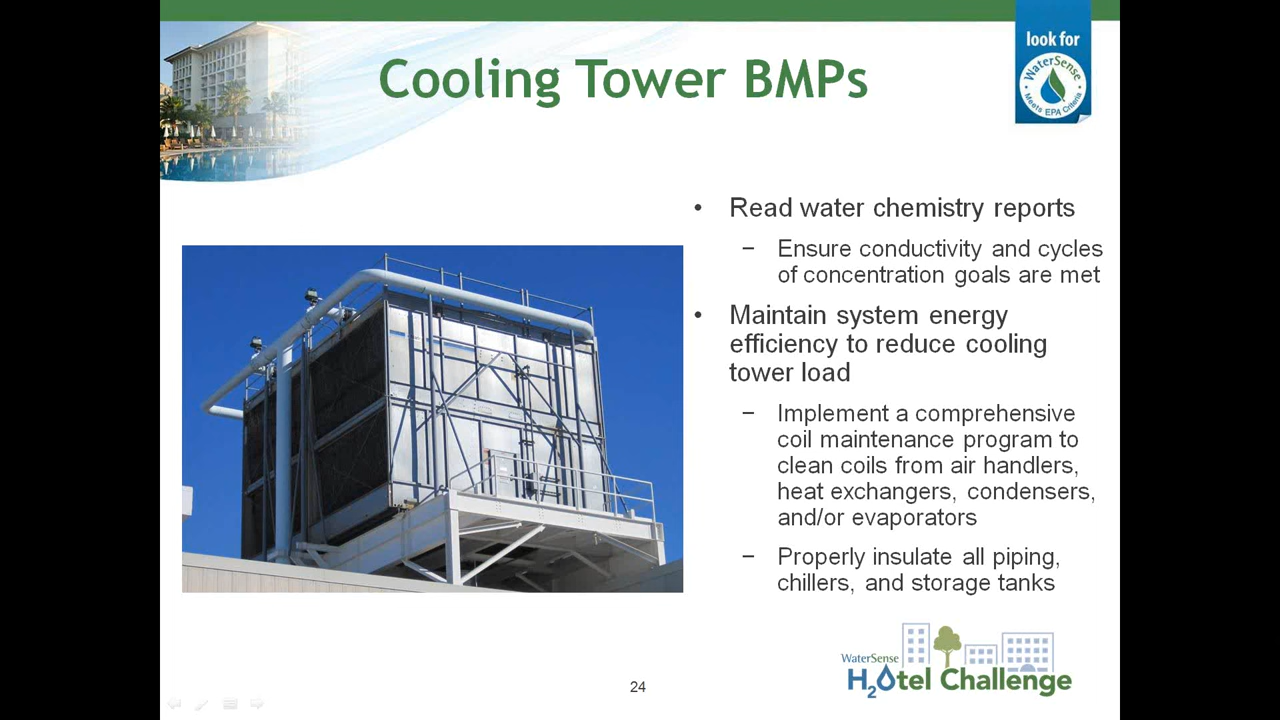 Cooling Tower BMPs
look for
WaterSense
Meets EPA Criteria
• Read water chemistry reports
− Ensure conductivity and cycles
of concentration goals are met
• Maintain system energy
efficiency to reduce cooling
tower load
− Implement a comprehensive
coil maintenance program to
clean coils from air handlers,
heat exchangers, condensers,
and/or evaporators
− Properly insulate all piping,
chillers, and storage tanks
WaterSense
H2Otel Challenge
24